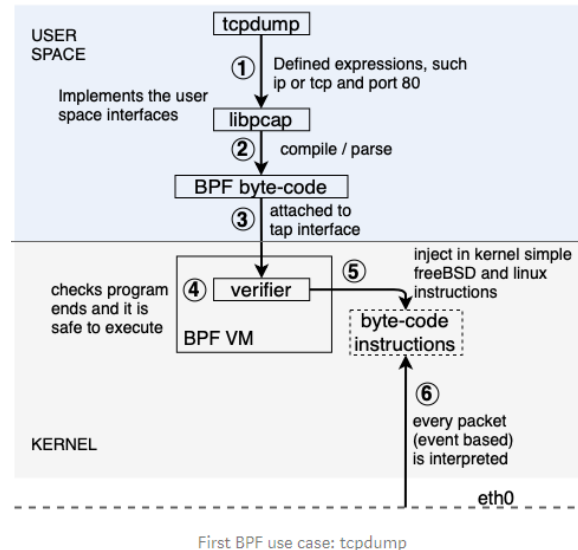 USER
SPACE
tcpdump
①
Defined expressions, such
ip or tcp and port 80
Implements the user
space interfaces
libpcap
②
compile / parse
BPF byte-code
③
attached to
tap interface
checks program
ends and it is
safe to execute
④
verifier
BPF VM
⑤
inject in kernel simple
freeBSD and linux
instructions
byte-code
instructions
⑥
every packet
(event based)
is interpreted
KERNEL
eth0
First BPF use case: tcpdump